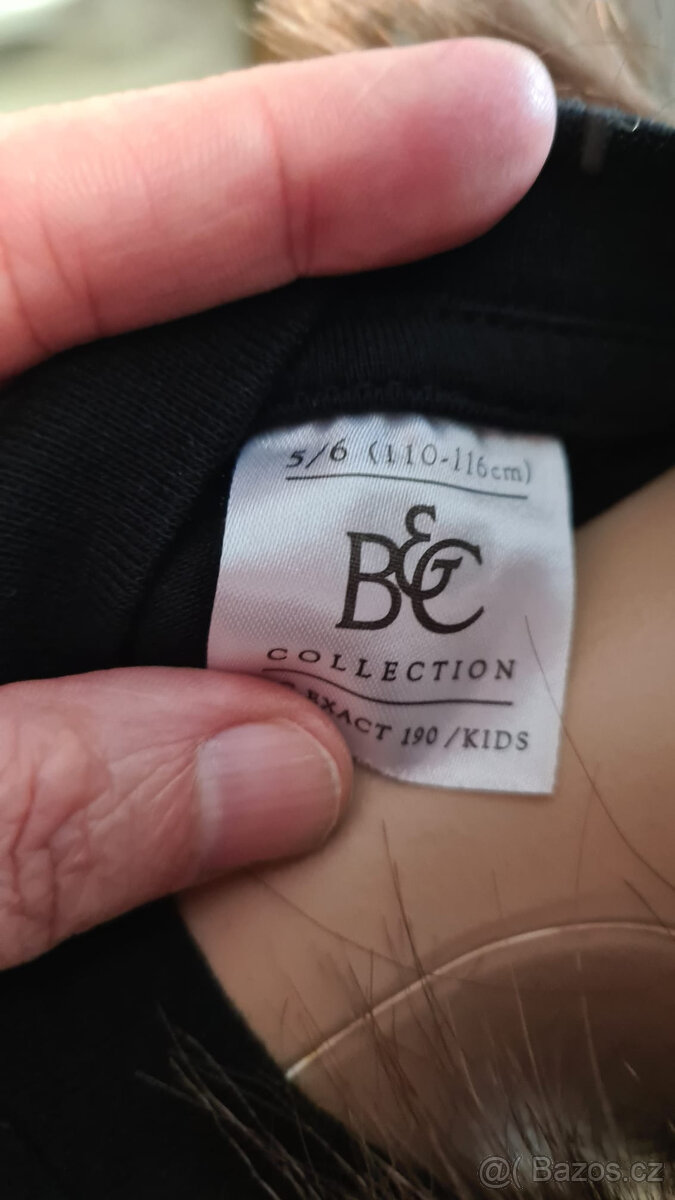 5/6 (110-116cm)
B&C
COLLECTION
EXACT 190/KIDS
@( Bazos.cz